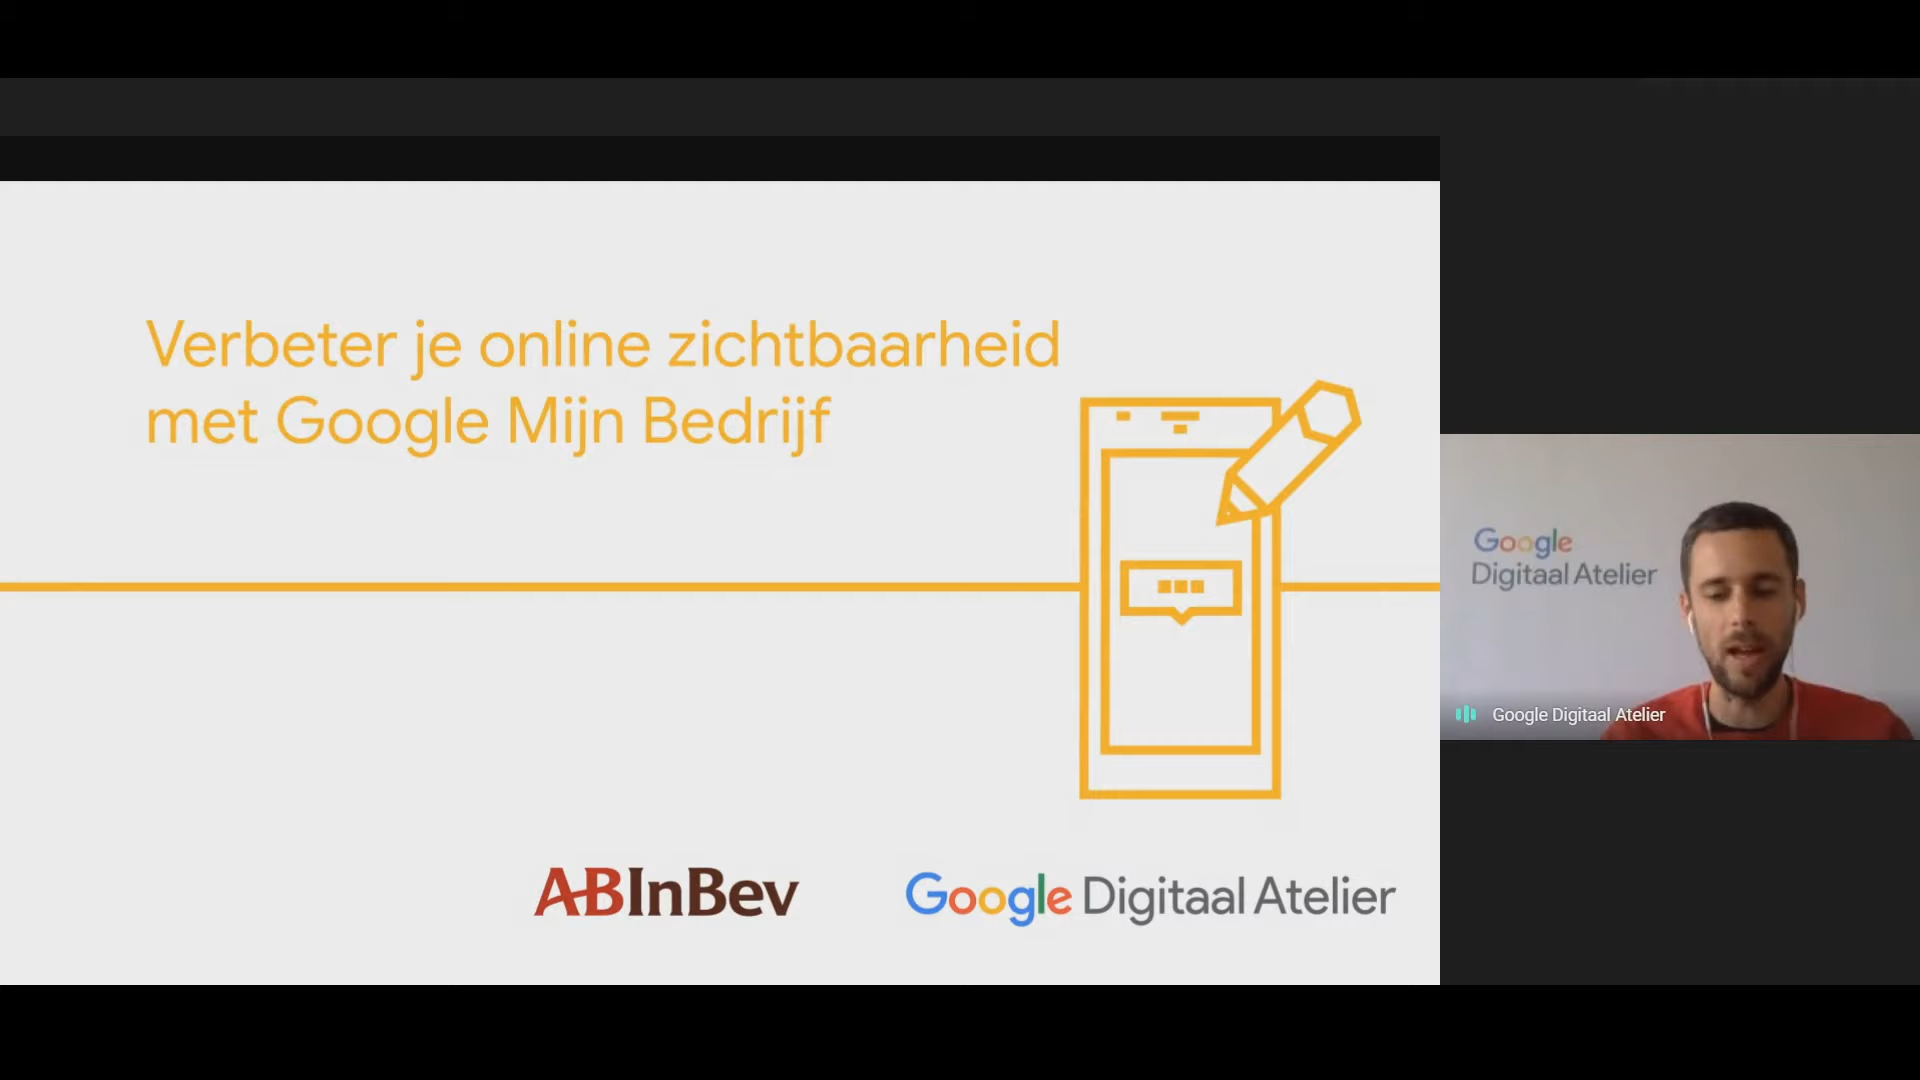 Verbeter je online zichtbaarheid
met Google Mijn Bedrijf
ABInBev
Google Digitaal Atelier
Google
Digitaal Atelier
Google Digitaal Atelier